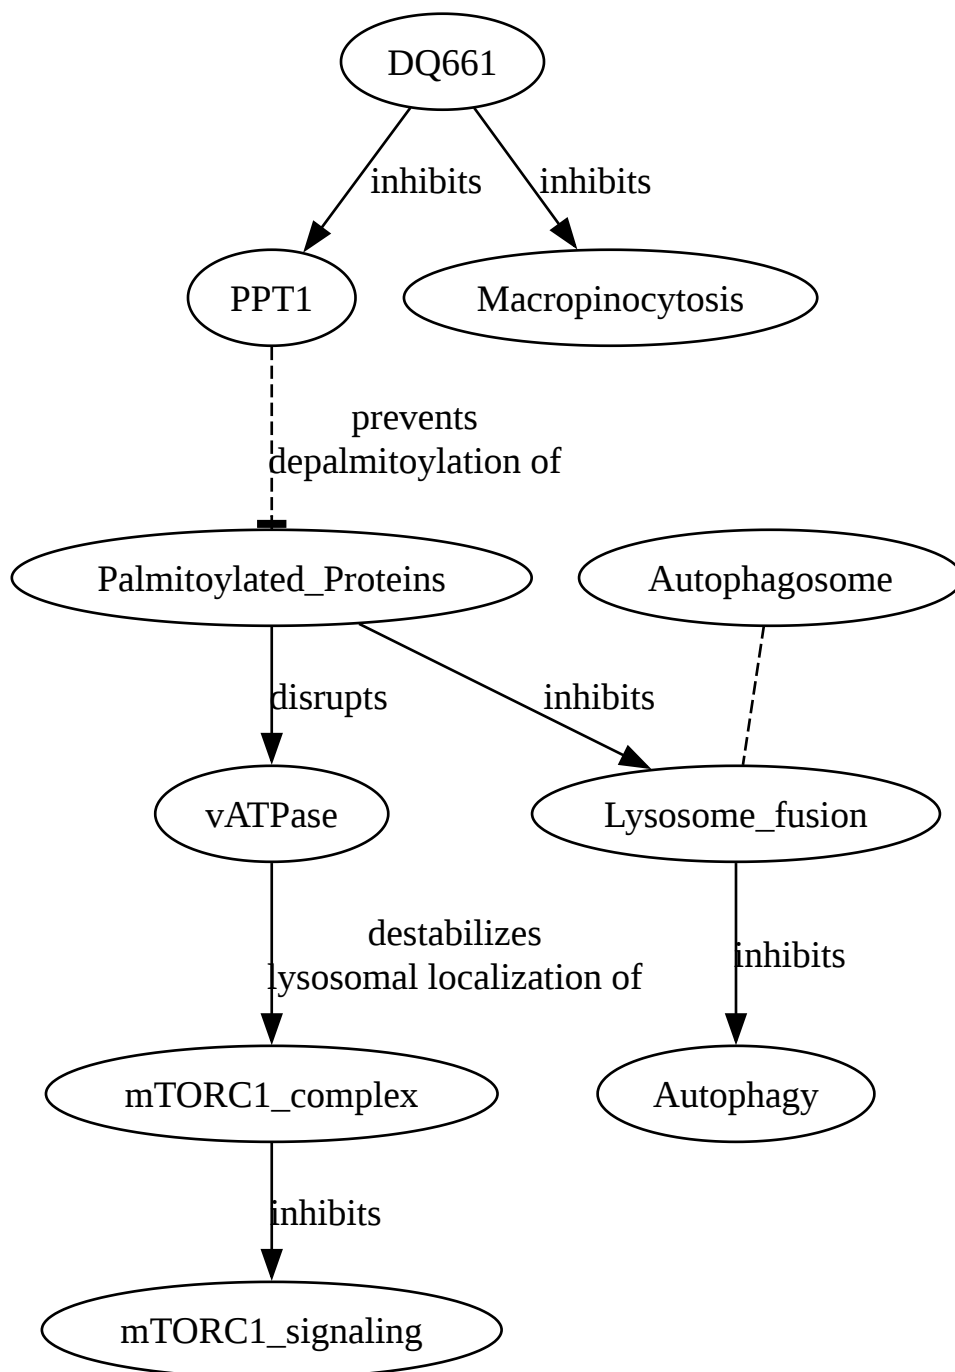 DQ661
inhibits
inhibits
PPT1
Macropinocytosis
prevents
depalmitoylation of
Palmitoylated_Proteins
Autophagosome
disrupts
inhibits
vATPase
Lysosome_fusion
destabilizes
lysosomal localization of
inhibits
mTORC1_complex
Autophagy
inhibits
mTORC1_signaling